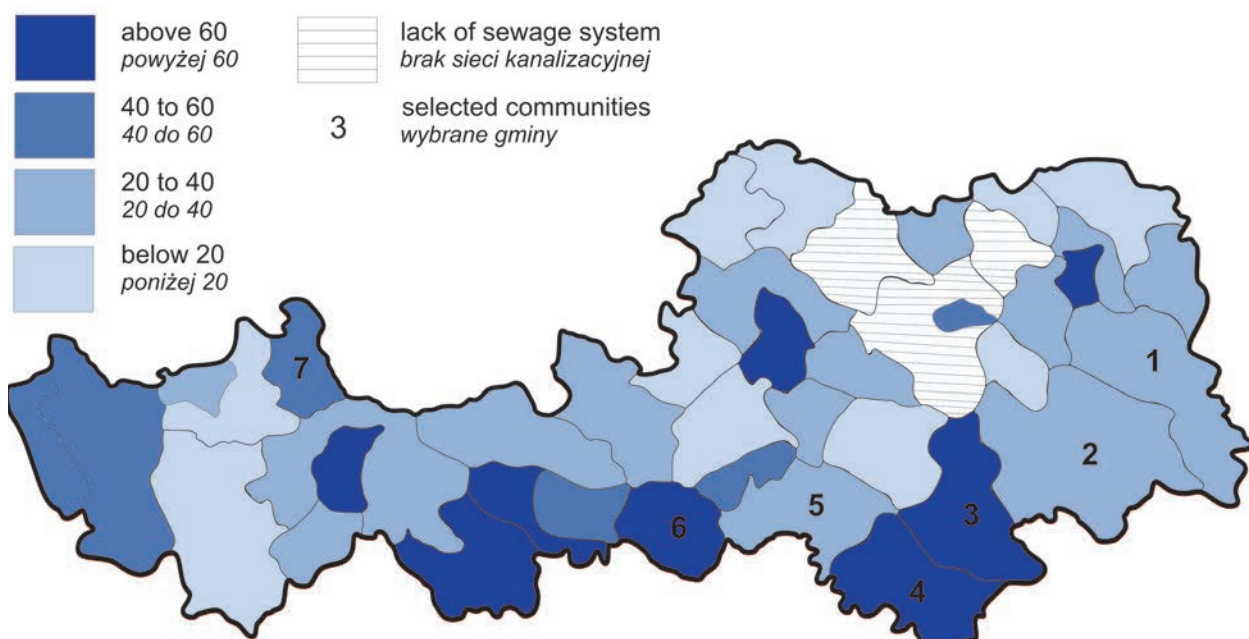 above 60
powyżej 60
40 to 60
40 do 60
20 to 40
20 do 40
below 20
poniżej 20
lack of sewage system
brak sieci kanalizacyjnej
3
selected communities
wybrane gminy
7
1
2
5
3
6
4